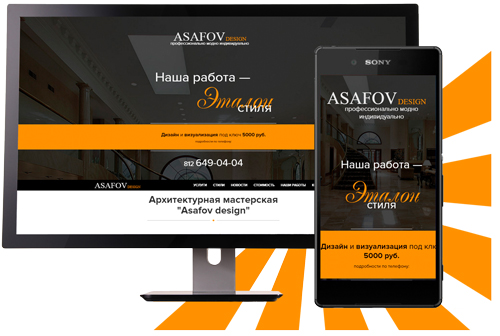 ASAFOV DESIGN
профессионально модно индивидуально
Наша работа —
Эталон
СТИЛЯ
Дизайн и визуализация под ключ 5000 руб.
подробности по телефону
812 649-04-04
ASAFOV DESIGN УСЛУГИ СТИЛИ НОВОСТИ СТОИМОСТЬ НАШИ РАБОТЫ
Архитектурная мастерская
"Asafov design"
SONY
ASAFOV DESIGN
профессионально модно
индивидуально
Наша работа —
Эталон
СТИЛЯ
Дизайн и визуализация под ключ
5000 руб.
подробности по телефону